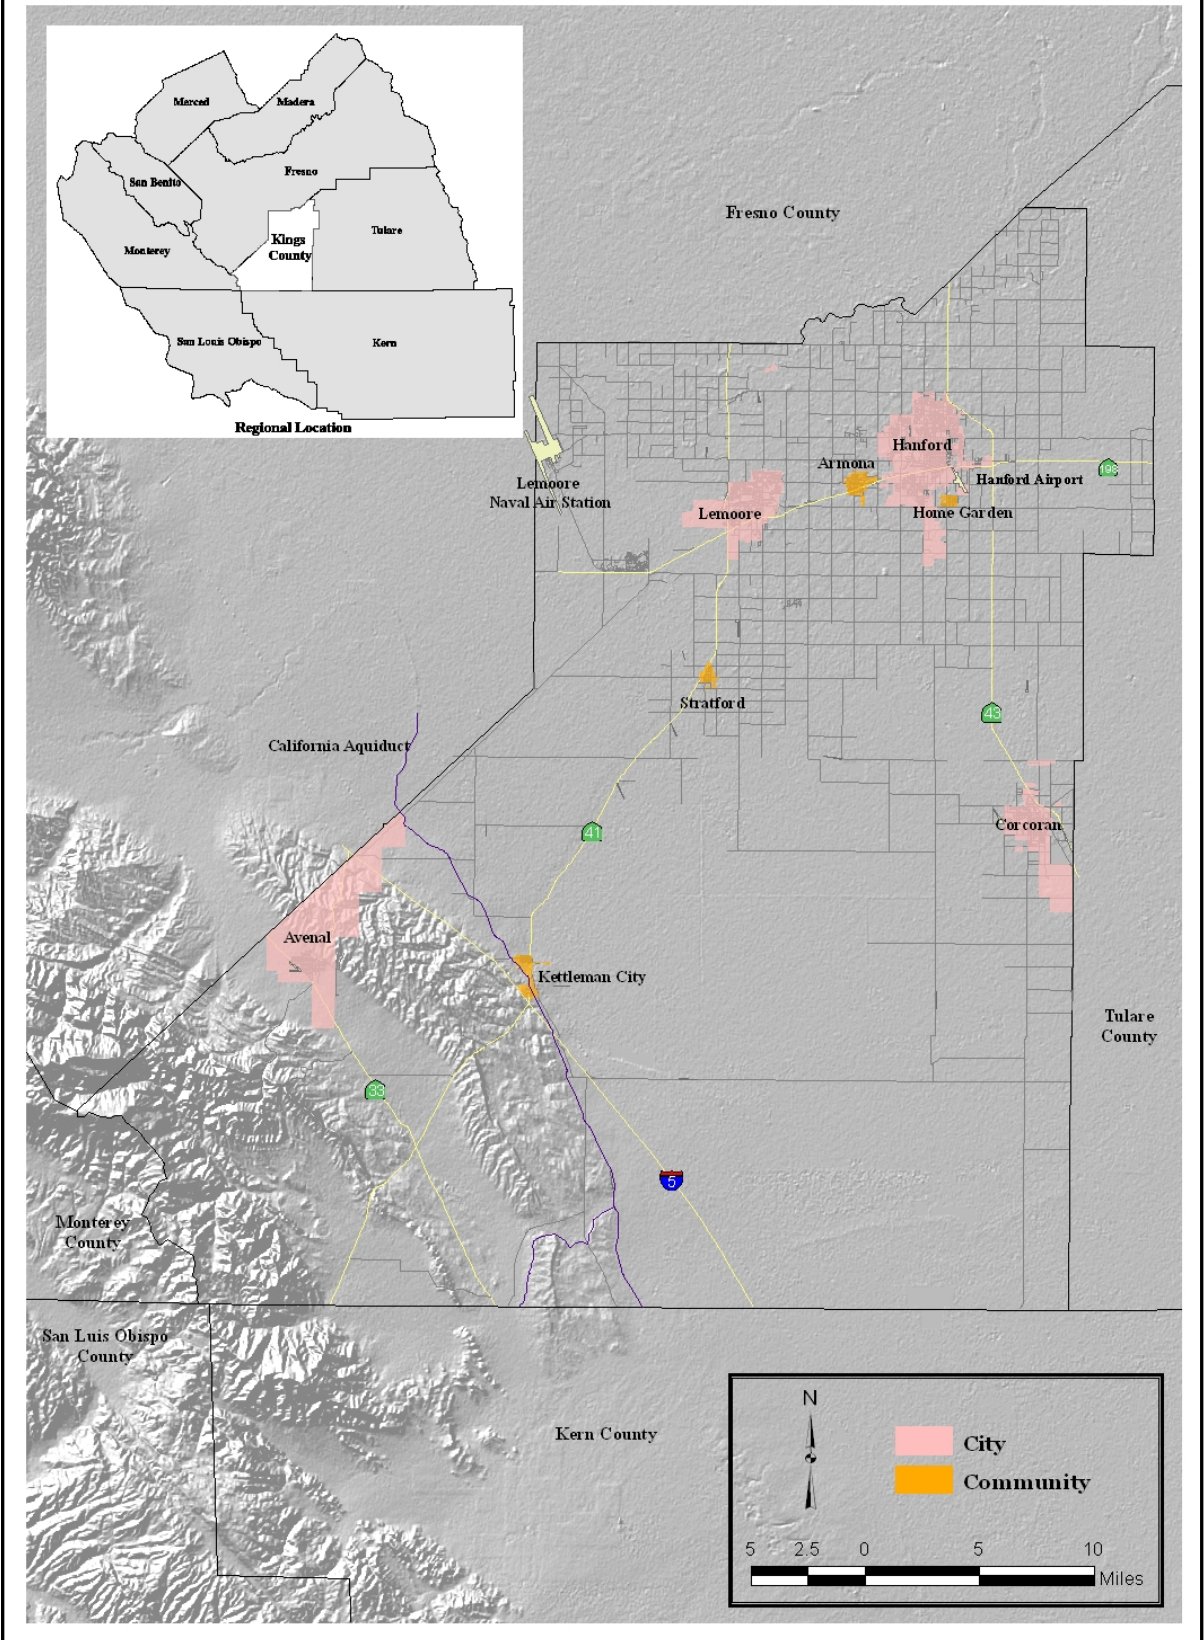 Merced
Madera
San Benito
Fresno
Monterey
Kings
County
Tulare
San Louis Obispo
Kern
Regional Location
Fresno County
Hanford
Armona
198
Hanford Airport
Lemoore
Naval Air Station
Lemoore
Home Garden
Stratford
43
California Aquiduct
Corcoran
41
Avenal
Kettleman City
Tulare
County
33
5
Monterey
County
San Luis Obispo
County
Kern County
N
City
Community
5 2.5 0 5 10
Miles